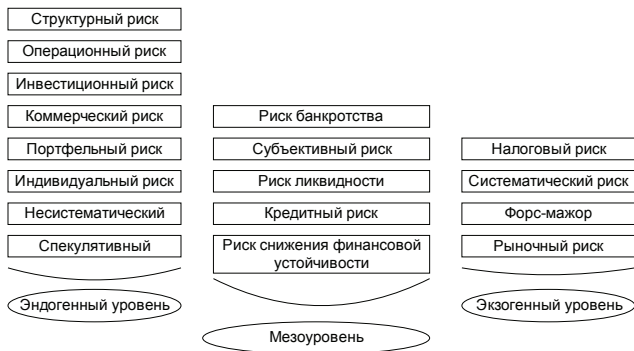 Структурный риск
Операционный риск
Инвестиционный риск
Коммерческий риск
Портфельный риск
Индивидуальный риск
Несистематический
Спекулятивный
Эндогенный уровень
Риск банкротства
Субъективный риск
Риск ликвидности
Кредитный риск
Риск снижения финансовой
устойчивости
Мезоуровень
Налоговый риск
Систематический риск
Форс-мажор
Рыночный риск
Экзогенный уровень